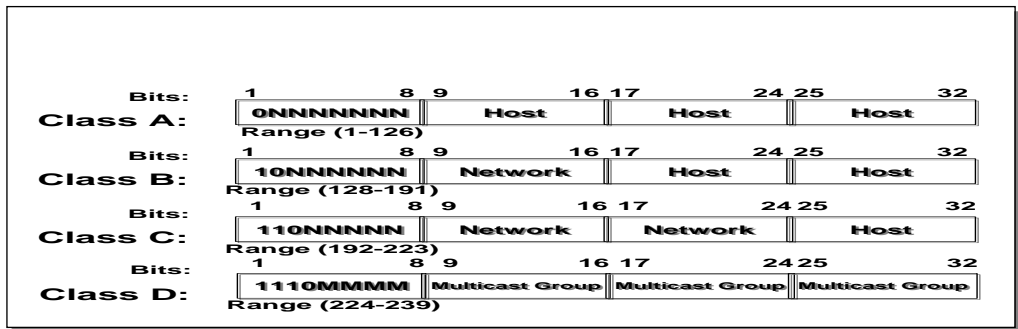 Bits: 1 8 9 16 17 24 25 32
Class A: 0NNNNNNN Host Host Host
Range (1-126)
Bits: 1 8 9 16 17 24 25 32
Class B: 10NNNNNN Network Host Host
Range (128-191)
Bits: 1 8 9 16 17 24 25 32
Class C: 110NNNNN Network Network Host
Range (192-223)
Bits: 1 8 9 16 17 24 25 32
Class D: 1110MMMM Multicast Group Multicast Group Multicast Group
Range (224-239)